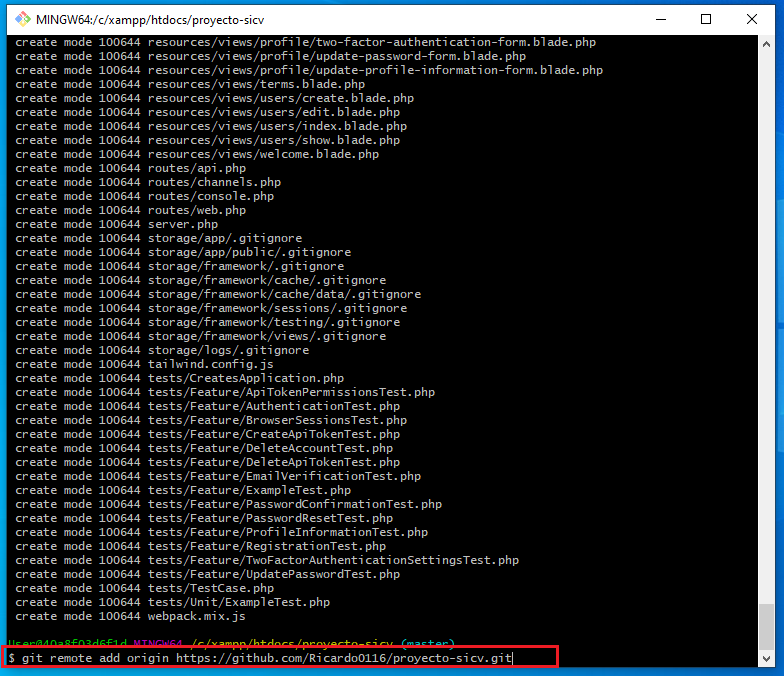 MINGW64:/c/xampp/htdocs/proyecto-sicv
create mode 100644 resources/views/profile/two-factor-authentication-form.blade.php
create mode 100644 resources/views/profile/update-password-form.blade.php
create mode 100644 resources/views/profile/update-profile-information-form.blade.php
create mode 100644 resources/views/terms.blade.php
create mode 100644 resources/views/users/create.blade.php
create mode 100644 resources/views/users/edit.blade.php
create mode 100644 resources/views/users/index.blade.php
create mode 100644 resources/views/users/show.blade.php
create mode 100644 resources/views/welcome.blade.php
create mode 100644 routes/api.php
create mode 100644 routes/channels.php
create mode 100644 routes/console.php
create mode 100644 routes/web.php
create mode 100644 server.php
create mode 100644 storage/app/.gitignore
create mode 100644 storage/app/public/.gitignore
create mode 100644 storage/framework/.gitignore
create mode 100644 storage/framework/cache/.gitignore
create mode 100644 storage/framework/cache/data/.gitignore
create mode 100644 storage/framework/sessions/.gitignore
create mode 100644 storage/framework/testing/.gitignore
create mode 100644 storage/framework/views/.gitignore
create mode 100644 storage/logs/.gitignore
create mode 100644 tailwind.config.js
create mode 100644 tests/CreatesApplication.php
create mode 100644 tests/Feature/ApiTokenPermissionsTest.php
create mode 100644 tests/Feature/AuthenticationTest.php
create mode 100644 tests/Feature/BrowserSessionsTest.php
create mode 100644 tests/Feature/CreateApiTokenTest.php
create mode 100644 tests/Feature/DeleteAccountTest.php
create mode 100644 tests/Feature/DeleteApiTokenTest.php
create mode 100644 tests/Feature/EmailVerificationTest.php
create mode 100644 tests/Feature/ExampleTest.php
create mode 100644 tests/Feature/PasswordConfirmationTest.php
create mode 100644 tests/Feature/PasswordResetTest.php
create mode 100644 tests/Feature/ProfileInformationTest.php
create mode 100644 tests/Feature/RegistrationTest.php
create mode 100644 tests/Feature/TwoFactorAuthenticationSettingsTest.php
create mode 100644 tests/Feature/UpdatePasswordTest.php
create mode 100644 tests/TestCase.php
create mode 100644 tests/Unit/ExampleTest.php
create mode 100644 webpack.mix.js
User@40a8f03d6f1d MINGW64 /c/xampp/htdocs/proyecto-sicv (master)
$ git remote add origin https://github.com/Ricardo0116/proyecto-sicv.git